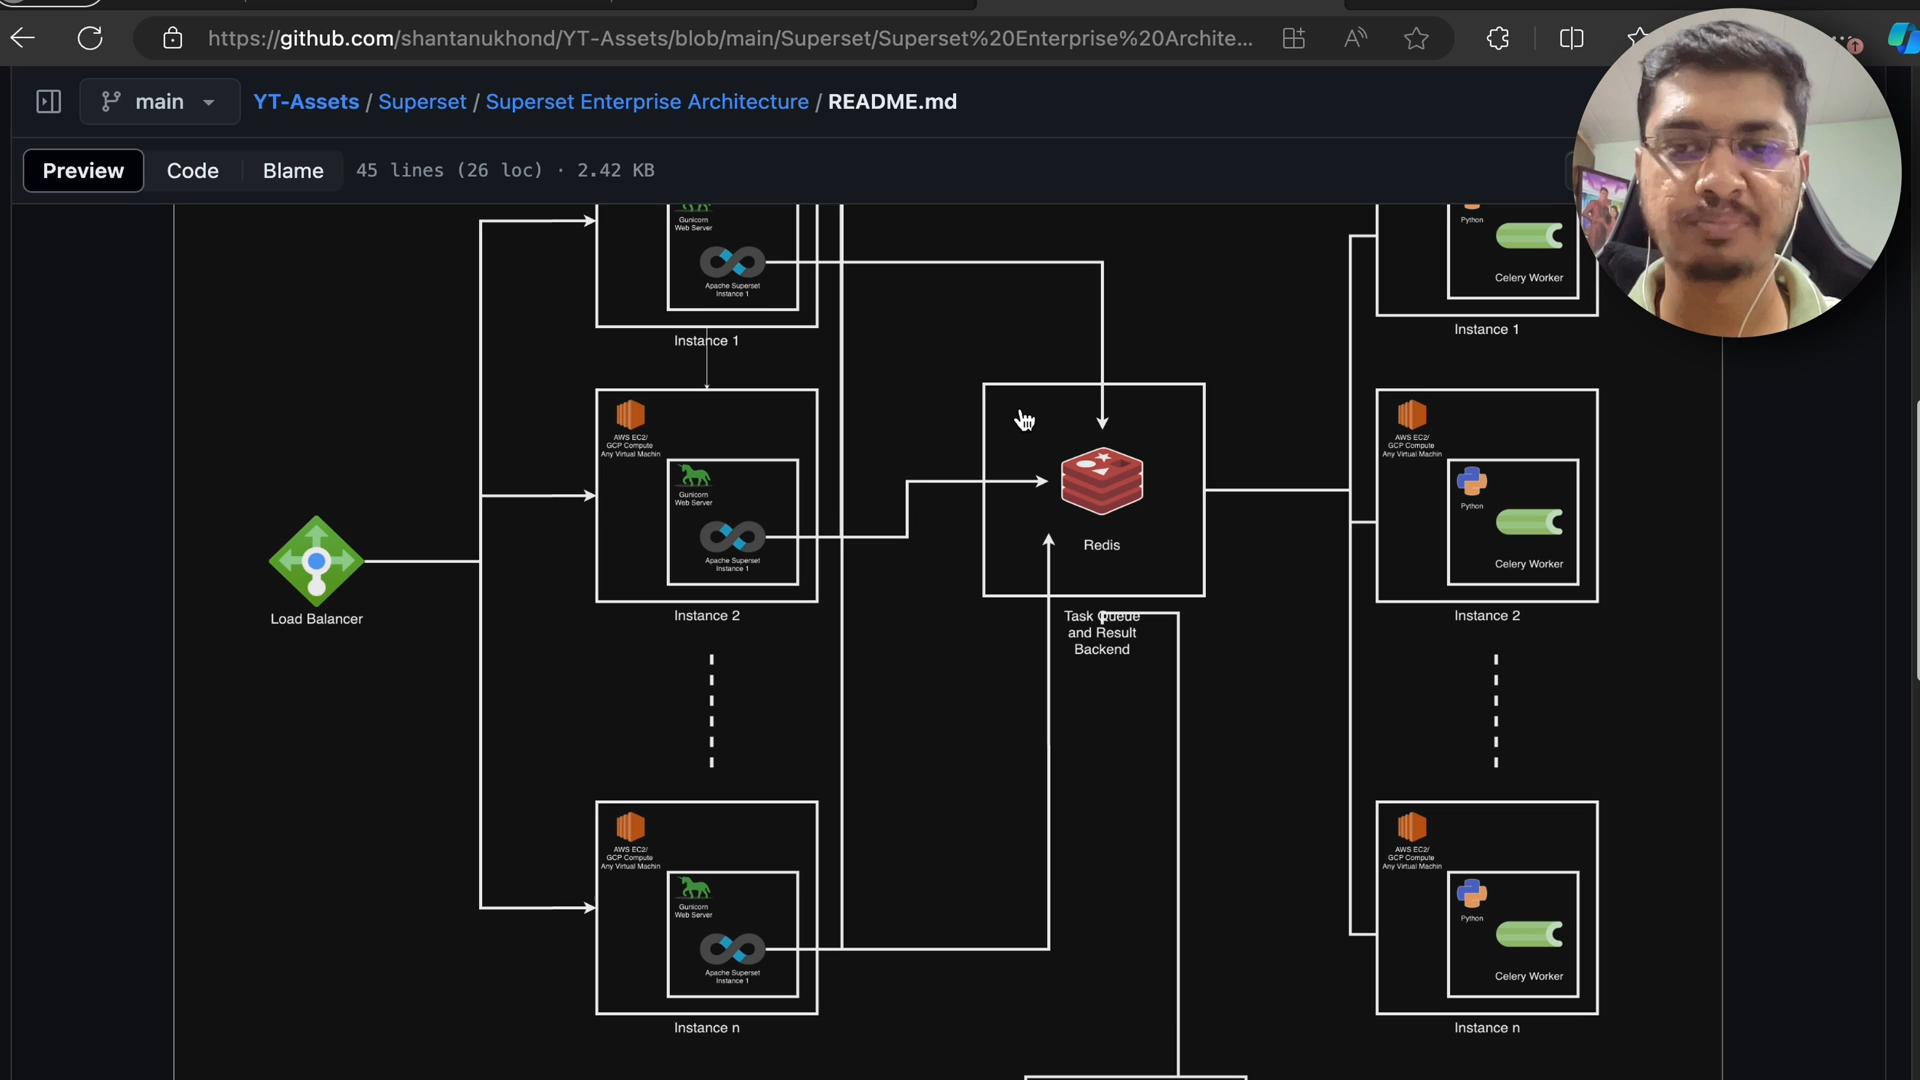 https://github.com/shantanukhond/YT-Assets/blob/main/Superset/Superset%20Enterprise%20Archite...
main
YT-Assets / Superset / Superset Enterprise Architecture / README.md
Preview
Code
Blame
45 lines (26 loc) · 2.42 KB
Gunicorn
Web Server
Apache Superset
Instance 1
Instance 1
Python
Celery Worker
Instance 1
AWS EC2/
GCP Compute
Any Virtual Machin
Gunicorn
Web Server
Apache Superset
Instance 1
Instance 2
Redis
Task Queue
and Result
Backend
AWS EC2/
GCP Compute
Any Virtual Machin
Python
Celery Worker
Instance 2
Load Balancer
AWS EC2/
GCP Compute
Any Virtual Machin
Gunicorn
Web Server
Apache Superset
Instance 1
Instance n
AWS EC2/
GCP Compute
Any Virtual Machin
Python
Celery Worker
Instance n